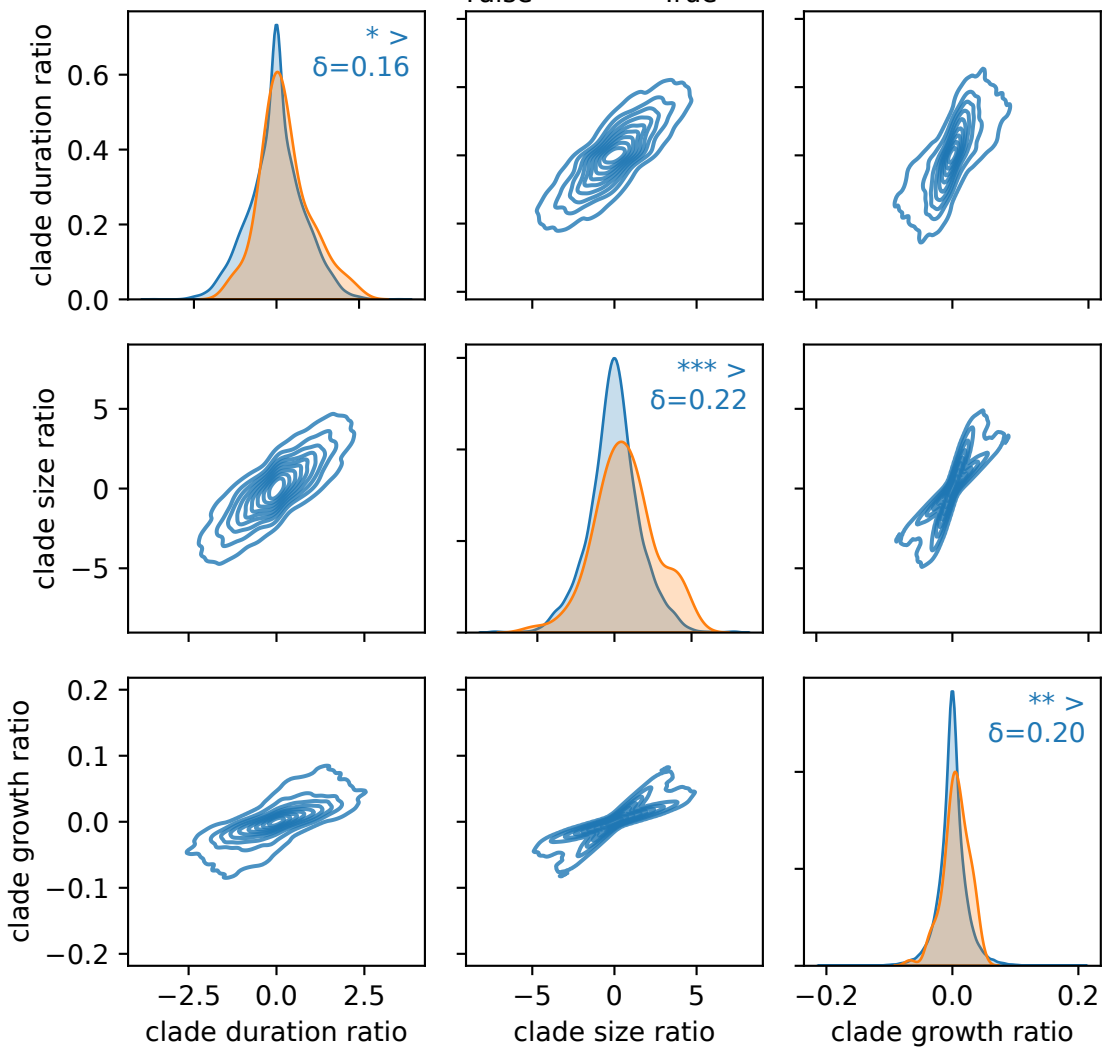 clade duration ratio
0.6
0.4
0.2
0.0
* >
δ=0.16
clade size ratio
5
0
−5
*** >
δ=0.22
clade growth ratio
0.2
0.1
0.0
−0.1
−0.2
** >
δ=0.20
−2.5 0.0 2.5
−5 0 5
−0.2 0.0 0.2
clade duration ratio
clade size ratio
clade growth ratio